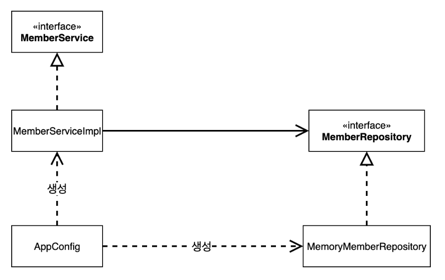 «interface»
MemberService
MemberServiceImpl
«interface»
MemberRepository
생성
AppConfig
생성
MemoryMemberRepository